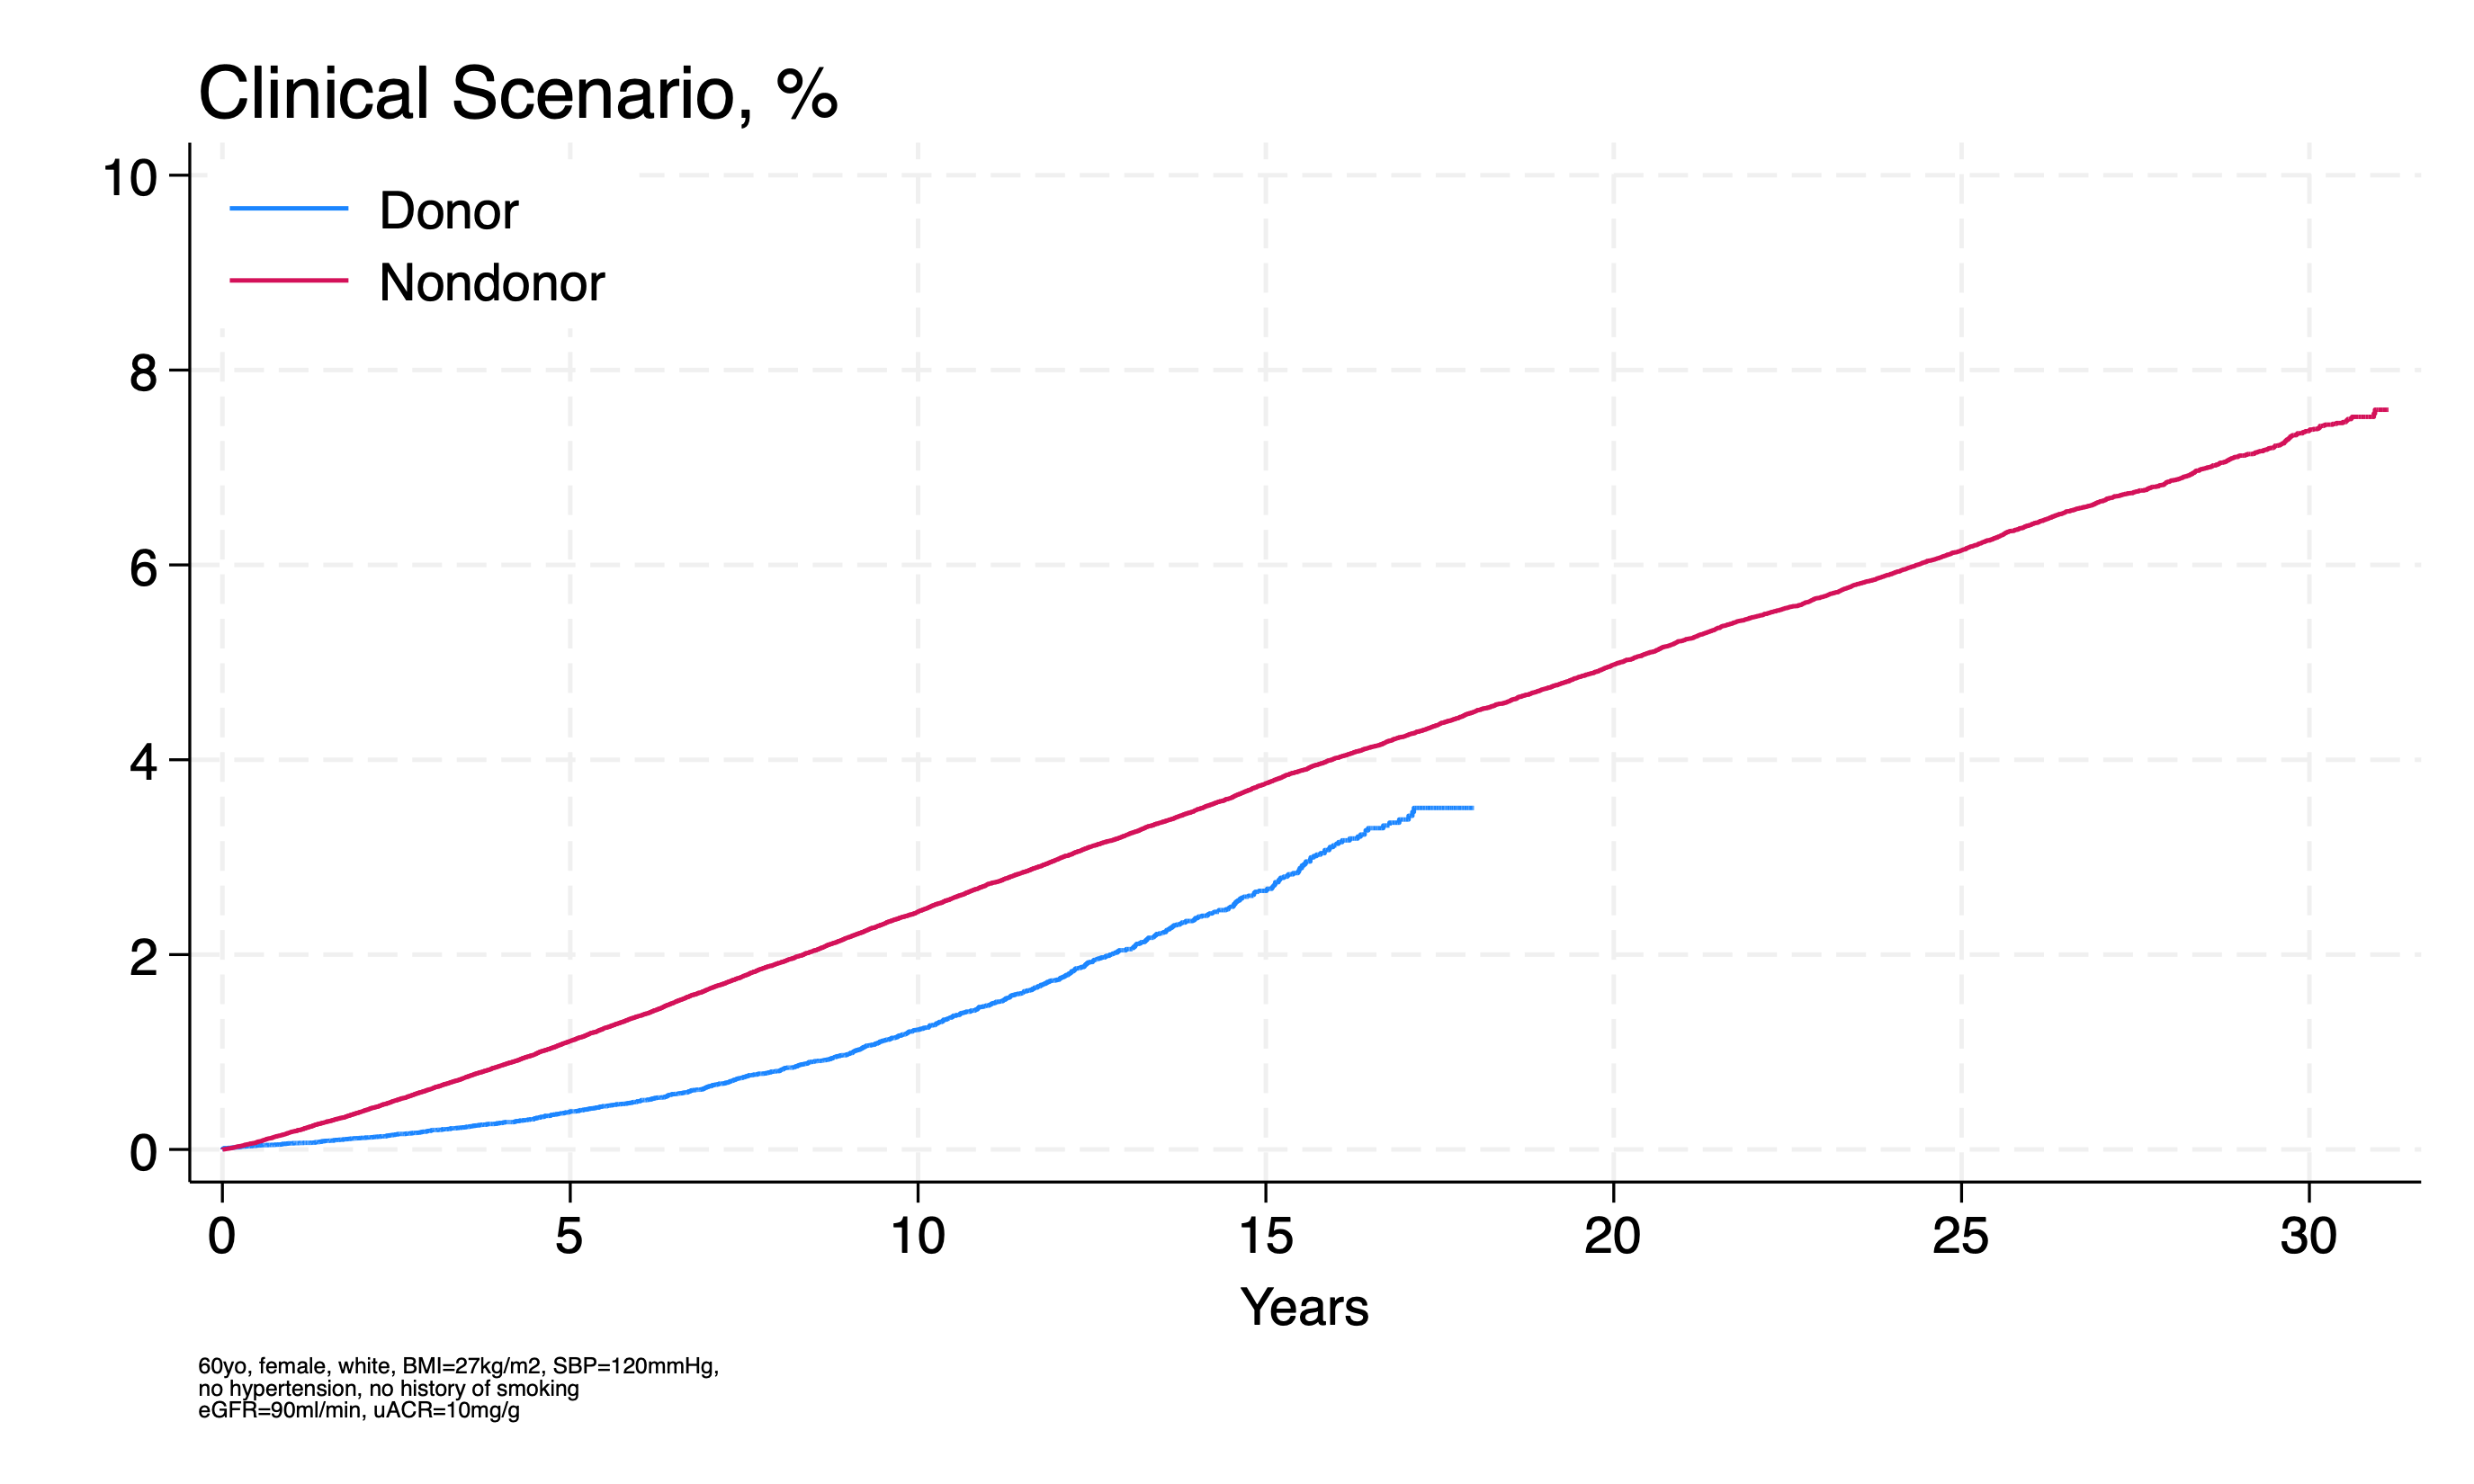 Clinical Scenario, %
10
8
6
4
2
0
Donor
Nondonor
0 5 10 15 20 25 30
Years
60yo, female, white, BMI=27kg/m2, SBP=120mmHg,
no hypertension, no history of smoking
eGFR=90ml/min, uACR=10mg/g